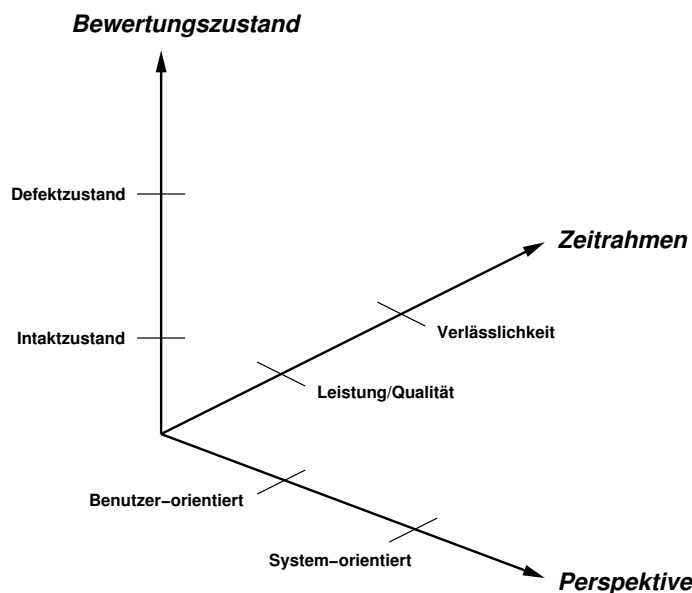 Bewertungszustand
Defektzustand
Zeitrahmen
Intaktzustand
Verlässlichkeit
Leistung/Qualität
Benutzer−orientiert
System−orientiert
Perspektive